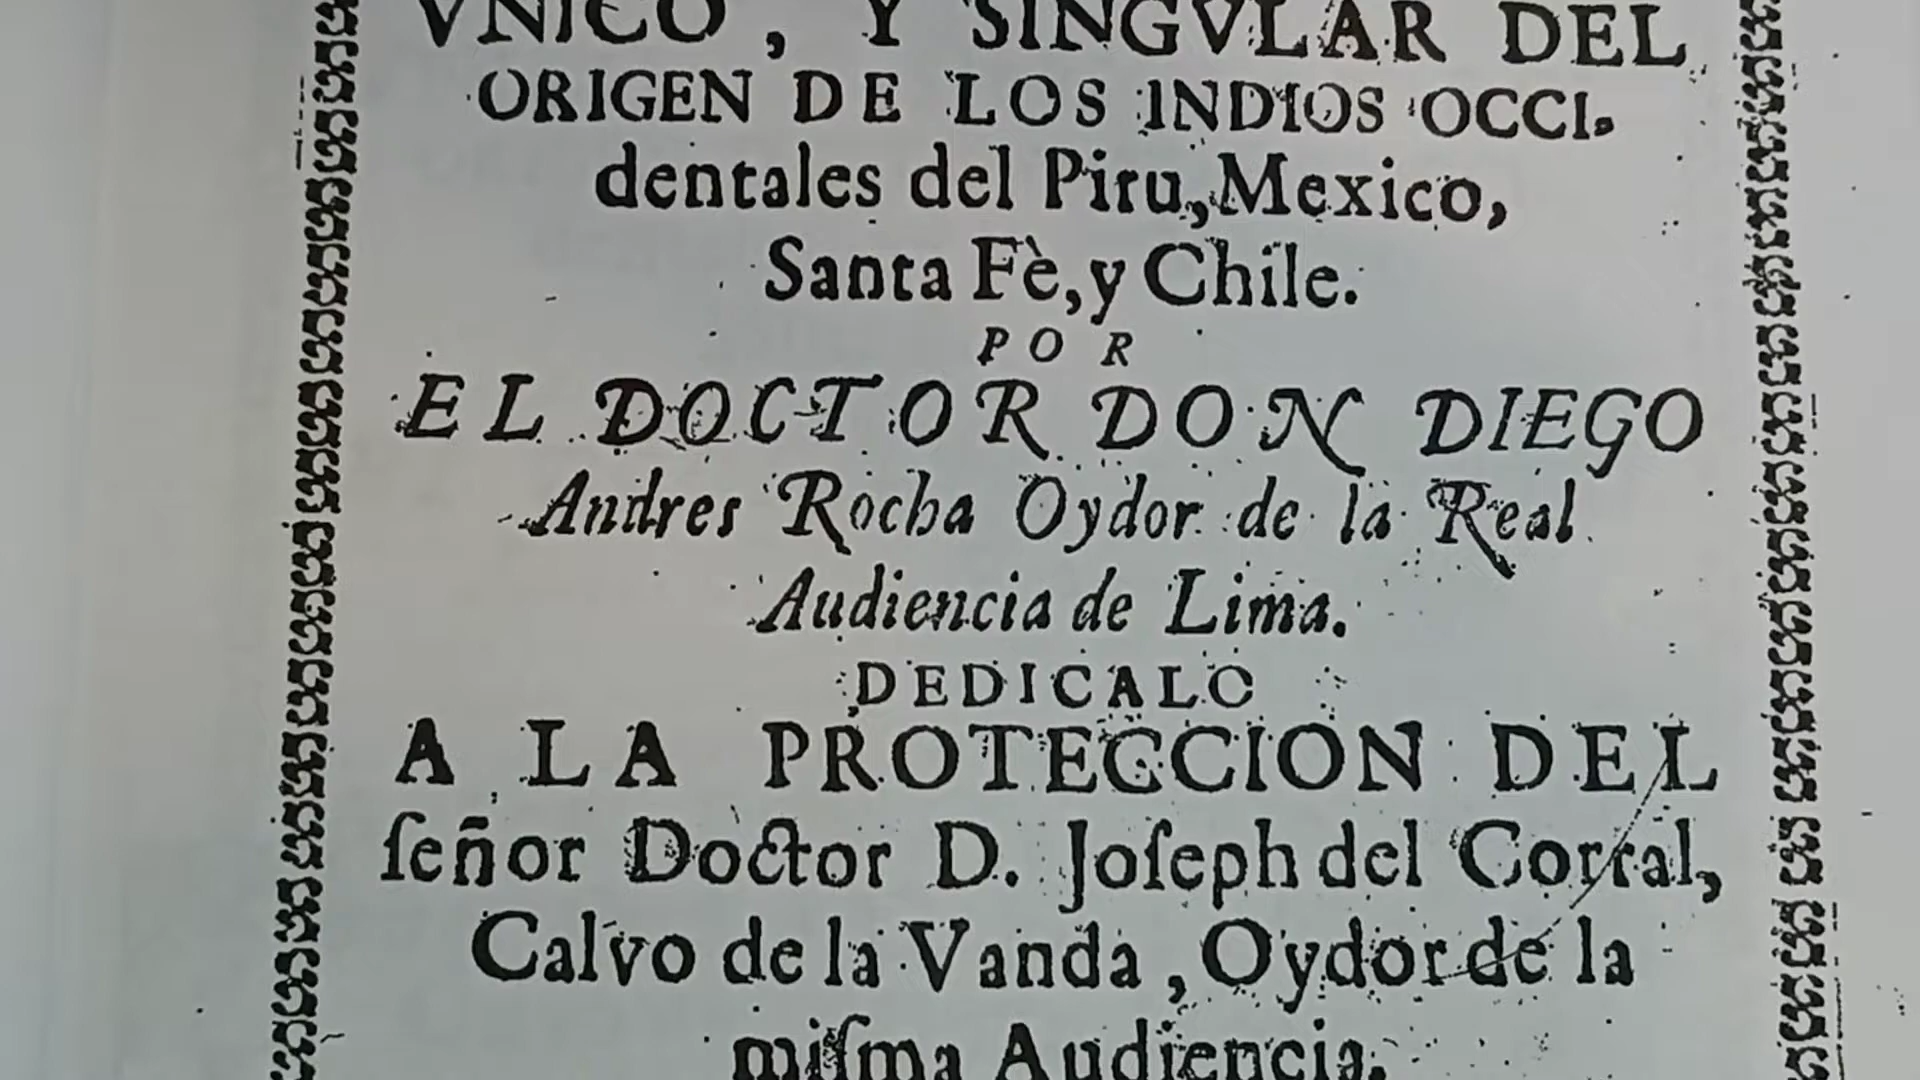 VNICO, Y SINGVLAR DEL
ORIGEN DE LOS INDIOS OCCI-
dentales del Piru, Mexico,
Santa Fè, y Chile.
POR
EL DOCTOR DON DIEGO
Andres Rocha Oydor de la Real
Audiencia de Lima.
DEDICALO
A LA PROTECCION DEL
ſeñor Doctor D. Joſeph del Corral,
Calvo de la Vanda, Oydor de la
miſma Audiencia.